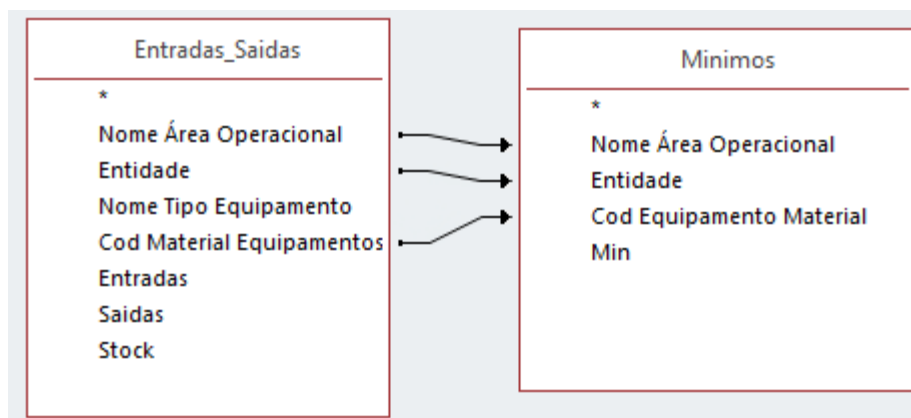 Entradas_Saidas
*
Nome Área Operacional
Entidade
Nome Tipo Equipamento
Cod Material Equipamentos
Entradas
Saidas
Stock
Minimos
*
Nome Área Operacional
Entidade
Cod Equipamento Material
Min